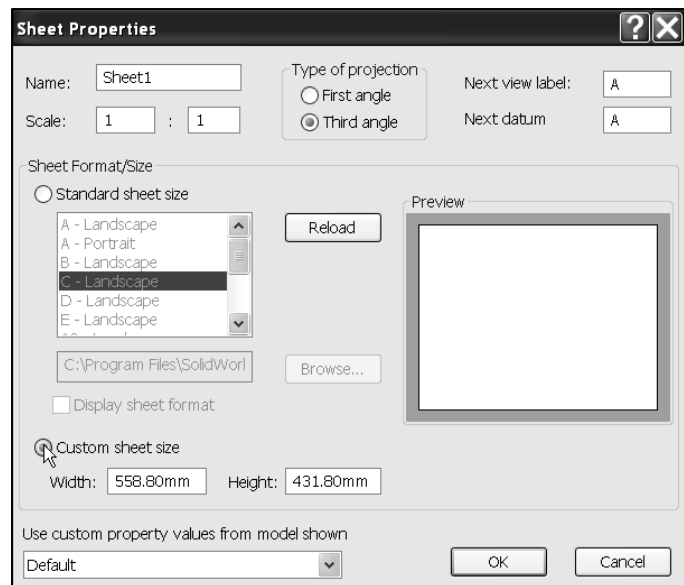 Sheet Properties
Name: Sheet1
Scale: 1 : 1
Type of projection
First angle
Third angle
Next view label: A
Next datum A
Sheet Format/Size
Standard sheet size
A - Landscape
A - Portrait
B - Landscape
C - Landscape
D - Landscape
E - Landscape
Reload
Preview
C:\Program Files\SolidWorl
Browse...
Display sheet format
Custom sheet size
Width: 558.80mm Height: 431.80mm
Use custom property values from model shown
Default
OK
Cancel